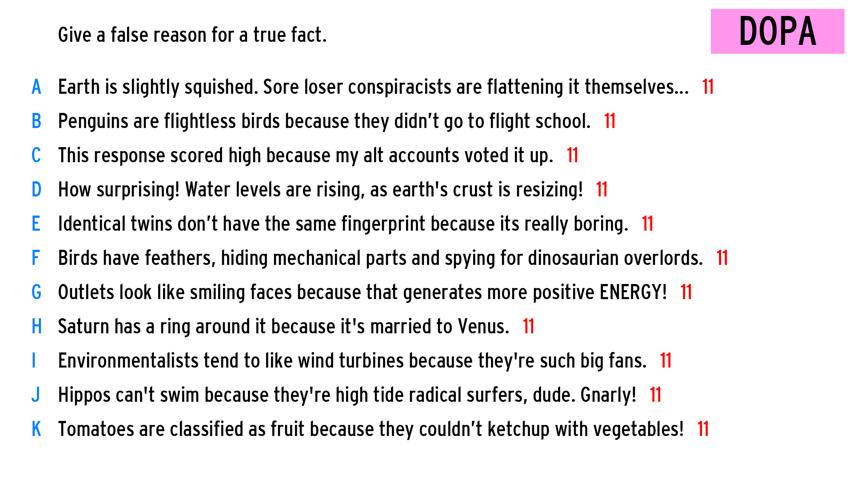 Give a false reason for a true fact.
DOPA
A Earth is slightly squished. Sore loser conspiracists are flattening it themselves... 11
B Penguins are flightless birds because they didn't go to flight school. 11
C This response scored high because my alt accounts voted it up. 11
D How surprising! Water levels are rising, as earth's crust is resizing! 11
E Identical twins don't have the same fingerprint because its really boring. 11
F Birds have feathers, hiding mechanical parts and spying for dinosaurian overlords. 11
G Outlets look like smiling faces because that generates more positive ENERGY! 11
H Saturn has a ring around it because it's married to Venus. 11
I Environmentalists tend to like wind turbines because they're such big fans. 11
J Hippos can't swim because they're high tide radical surfers, dude. Gnarly! 11
K Tomatoes are classified as fruit because they couldn't ketchup with vegetables! 11